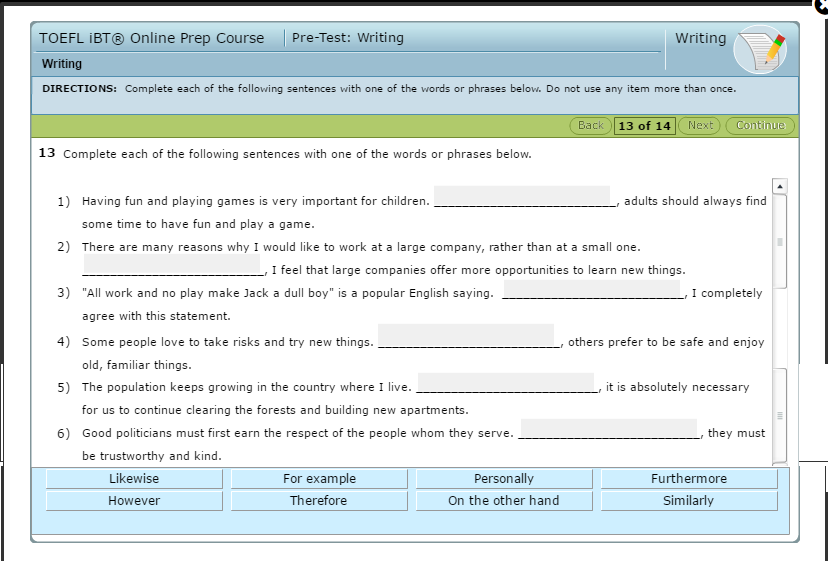 TOEFL iBT® Online Prep Course Pre-Test: Writing Writing
Writing
DIRECTIONS: Complete each of the following sentences with one of the words or phrases below. Do not use any item more than once.
Back 13 of 14 Next Continue
13 Complete each of the following sentences with one of the words or phrases below.
1) Having fun and playing games is very important for children. ____________________, adults should always find
some time to have fun and play a game.
2) There are many reasons why I would like to work at a large company, rather than at a small one.
____________________, I feel that large companies offer more opportunities to learn new things.
3) "All work and no play make Jack a dull boy" is a popular English saying. ____________________, I completely
agree with this statement.
4) Some people love to take risks and try new things. ____________________, others prefer to be safe and enjoy
old, familiar things.
5) The population keeps growing in the country where I live. ____________________, it is absolutely necessary
for us to continue clearing the forests and building new apartments.
6) Good politicians must first earn the respect of the people whom they serve. ____________________, they must
be trustworthy and kind.
Likewise For example Personally Furthermore
However Therefore On the other hand Similarly